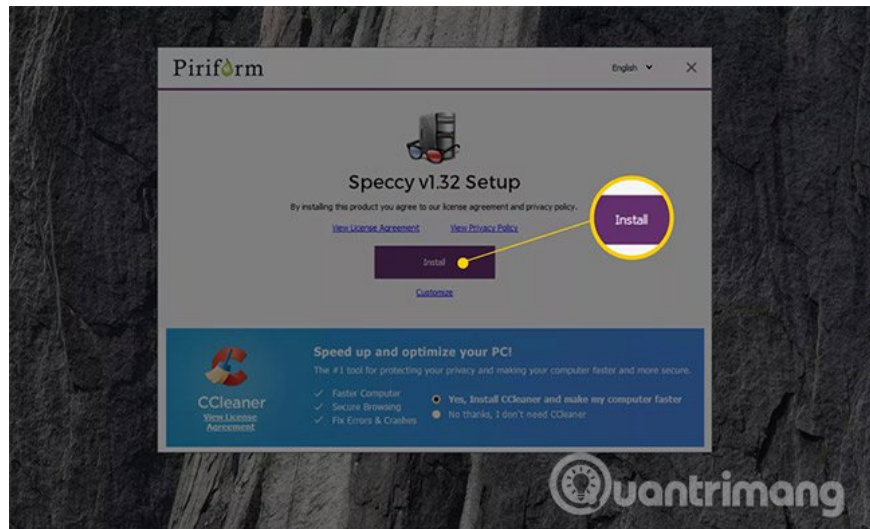 Piriform
English
Speccy v1.32 Setup
By installing this product you agree to our license agreement and privacy policy.
View License Agreement View Privacy Policy
Install
Install
Customize
Speed up and optimize your PC!
The #1 tool for protecting your privacy and making your computer faster and more secure.
CCleaner
View License
Agreement
✓ Faster Computer
✓ Secure Browsing
✓ Fix Errors & Crashes
Yes, Install CCleaner and make my computer faster
No thanks, I don't need CCleaner
Quantrimang